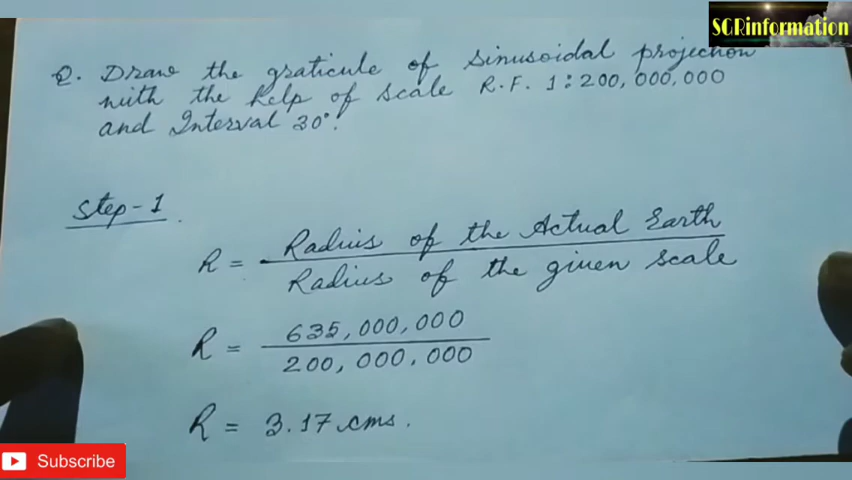 SCRinformation
Q. Draw the graticule of sinusoidal projection
with the help of scale R.F. 1:200,000,000
and Interval 30°.
Step-1.
R = Radius of the Actual Earth
Radius of the given scale
R = 635,000,000
200,000,000
R = 3.17 cms.
Subscribe